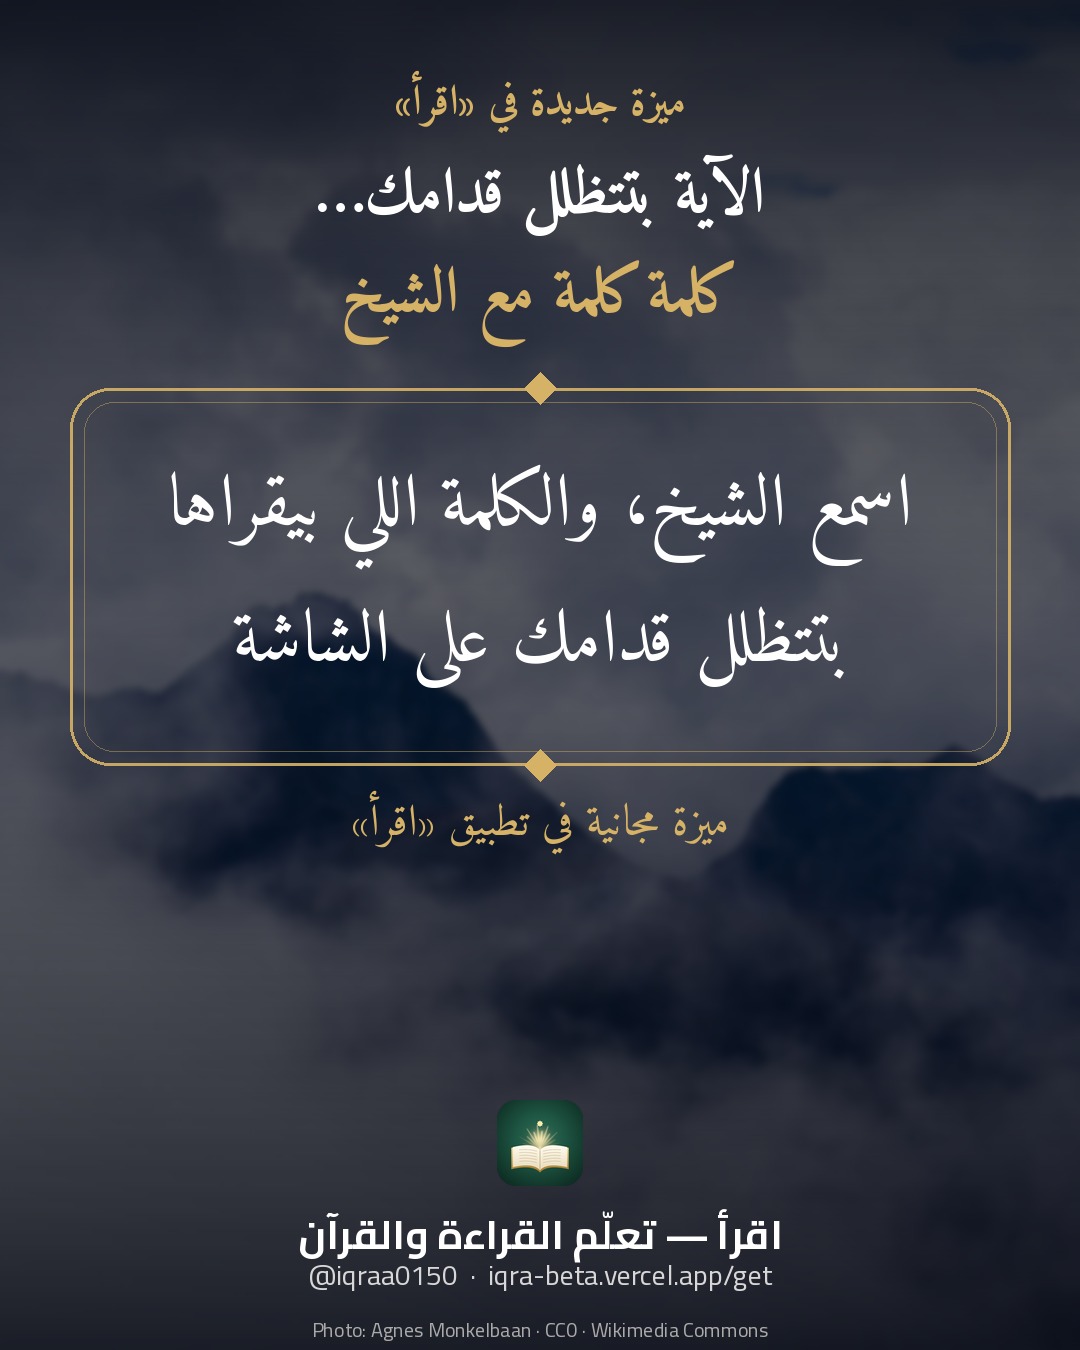 ميزة جديدة في «اقرأ»
الآية بتتظلل قدامك...
كلمة كلمة مع الشيخ
اسمع الشيخ، والكلمة اللي بيقراها
بتتظلل قدامك على الشاشة
ميزة مجانية في تطبيق «اقرأ»
اقرأ — تعلّم القراءة والقرآن
@iqraa0150 · iqra-beta.vercel.app/get
Photo: Agnes Monkelbaan · CC0 · Wikimedia Commons